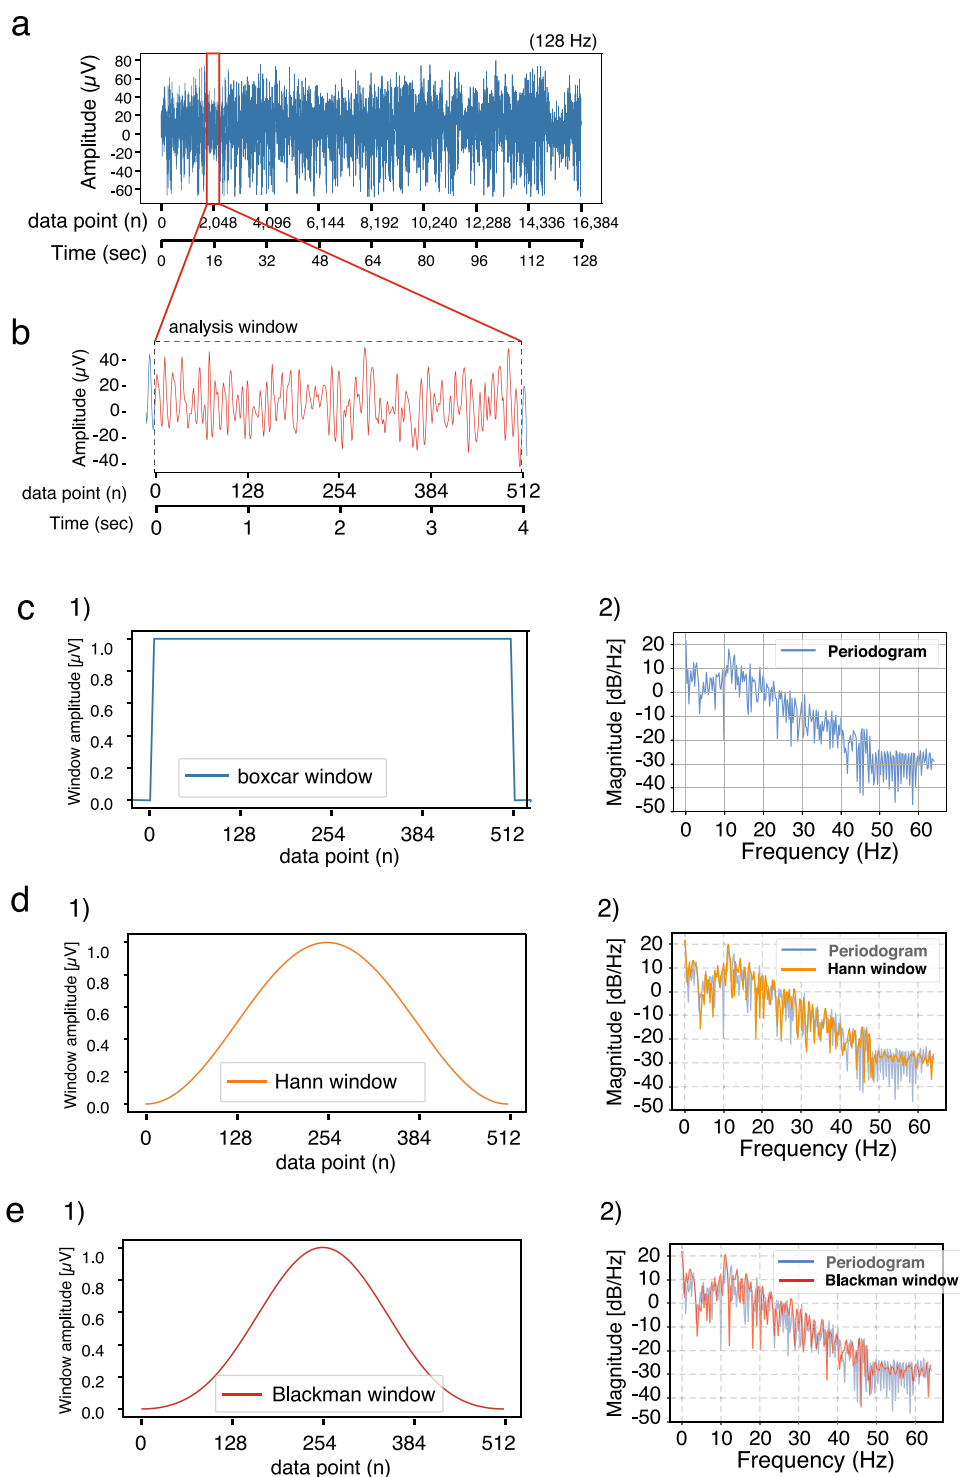 a
(128 Hz)
Amplitude (µV)
80
60
40
20
0
-20
-40
-60
data point (n)
0 2,048 4,096 6,144 8,192 10,240 12,288 14,336 16,384
Time (sec)
0 16 32 48 64 80 96 112 128
b
analysis window
Amplitude (µV)
40
20
0
-20
-40
data point (n)
0 128 254 384 512
Time (sec)
0 1 2 3 4
c
1)
Window amplitude [µV]
1.0
0.8
0.6
0.4
0.2
0.0
boxcar window
0 128 254 384 512
data point (n)
2)
Magnitude [dB/Hz]
20
10
0
-10
-20
-30
-40
-50
Periodogram
0 10 20 30 40 50 60
Frequency (Hz)
d
1)
Window amplitude [µV]
1.0
0.8
0.6
0.4
0.2
0.0
Hann window
0 128 254 384 512
data point (n)
2)
Magnitude [dB/Hz]
20
10
0
-10
-20
-30
-40
-50
Periodogram
Hann window
0 10 20 30 40 50 60
Frequency (Hz)
e
1)
Window amplitude [µV]
1.0
0.8
0.6
0.4
0.2
0.0
Blackman window
0 128 254 384 512
data point (n)
2)
Magnitude [dB/Hz]
20
10
0
-10
-20
-30
-40
-50
Periodogram
Blackman window
0 10 20 30 40 50 60
Frequency (Hz)